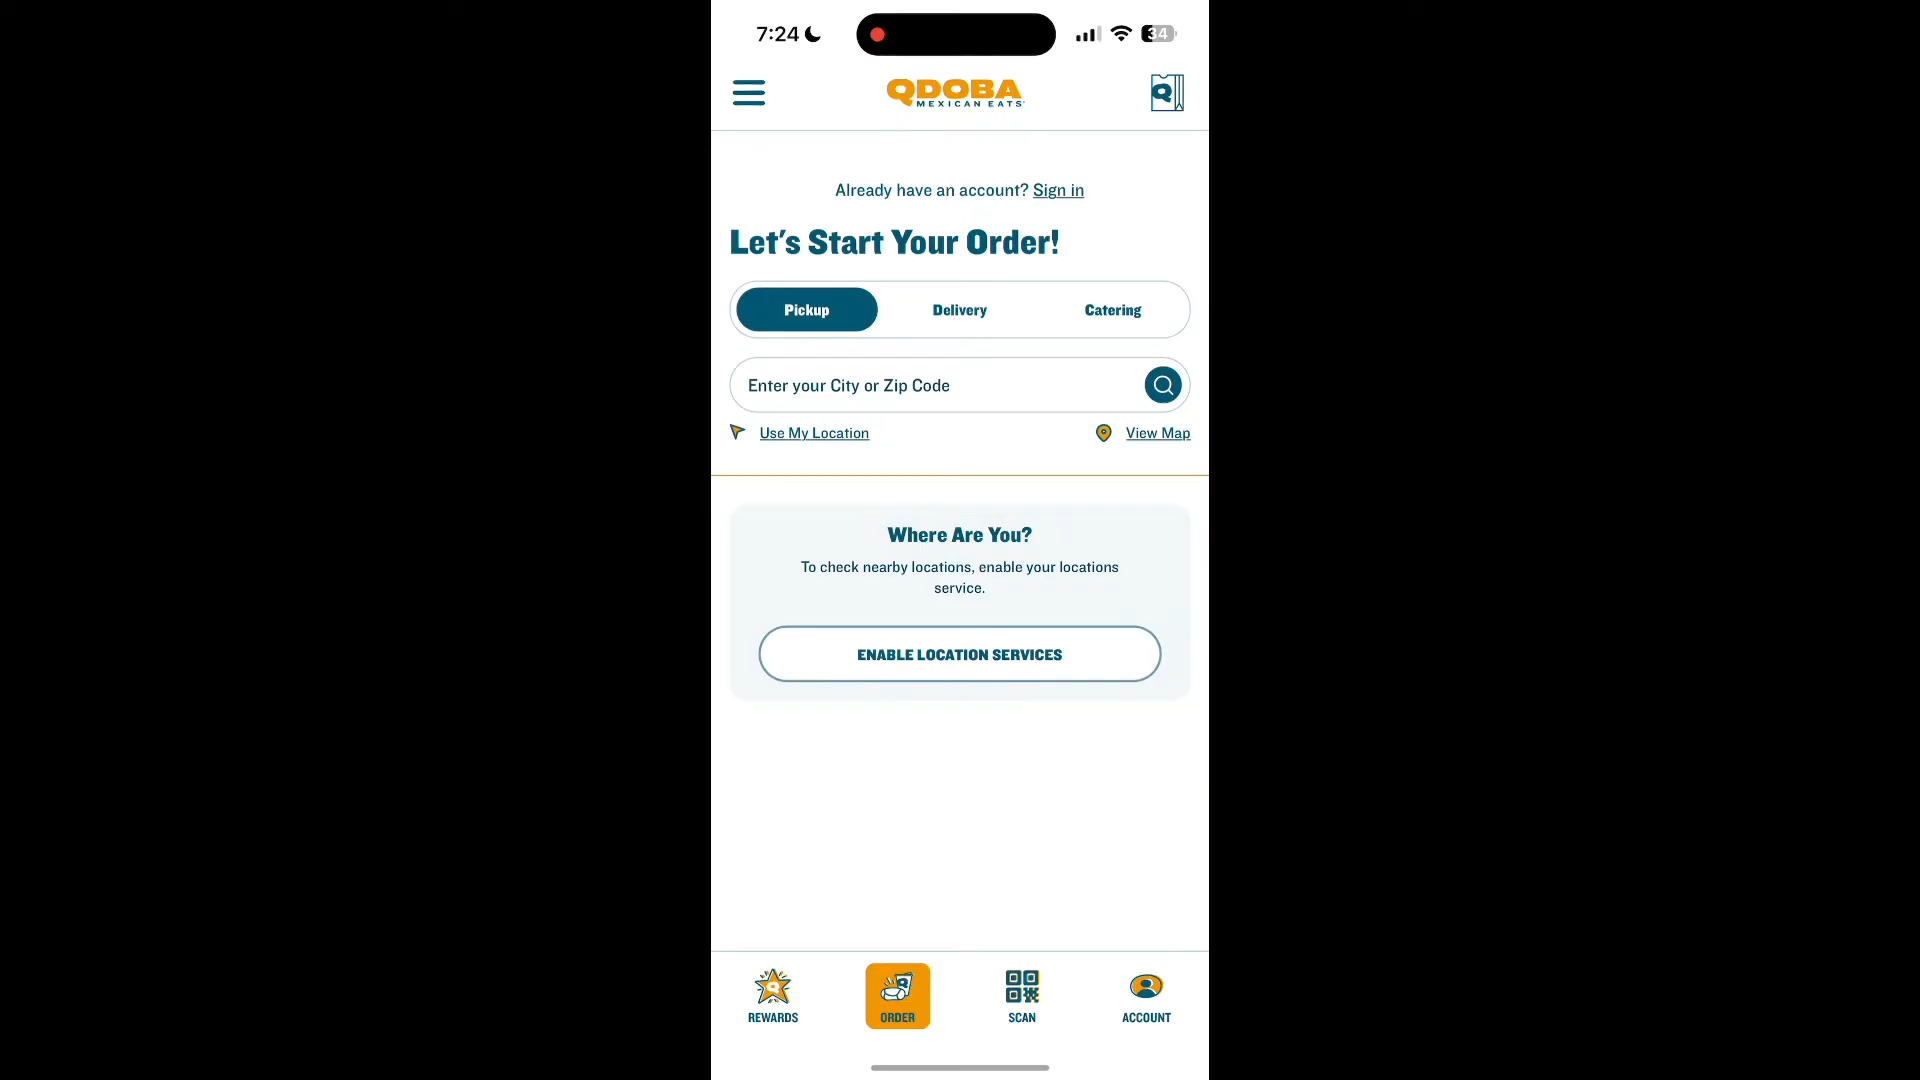 7:24
34
QDOBA
MEXICAN EATS
Q
Already have an account? Sign in
Let's Start Your Order!
Pickup
Delivery
Catering
Enter your City or Zip Code
Use My Location
View Map
Where Are You?
To check nearby locations, enable your locations
service.
ENABLE LOCATION SERVICES
Q
Q
REWARDS
ORDER
SCAN
ACCOUNT